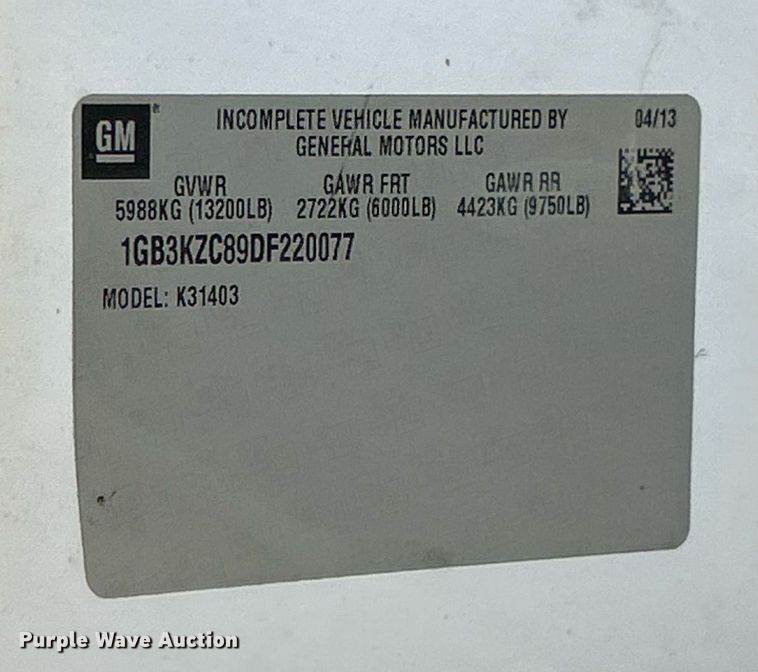 GM ®
INCOMPLETE VEHICLE MANUFACTURED BY 04/13
GENERAL MOTORS LLC
GVWR GAWR FRT GAWR RR
5988KG (13200LB) 2722KG (6000LB) 4423KG (9750LB)
1GB3KZC89DF220077
MODEL: K31403
Purple Wave Auction